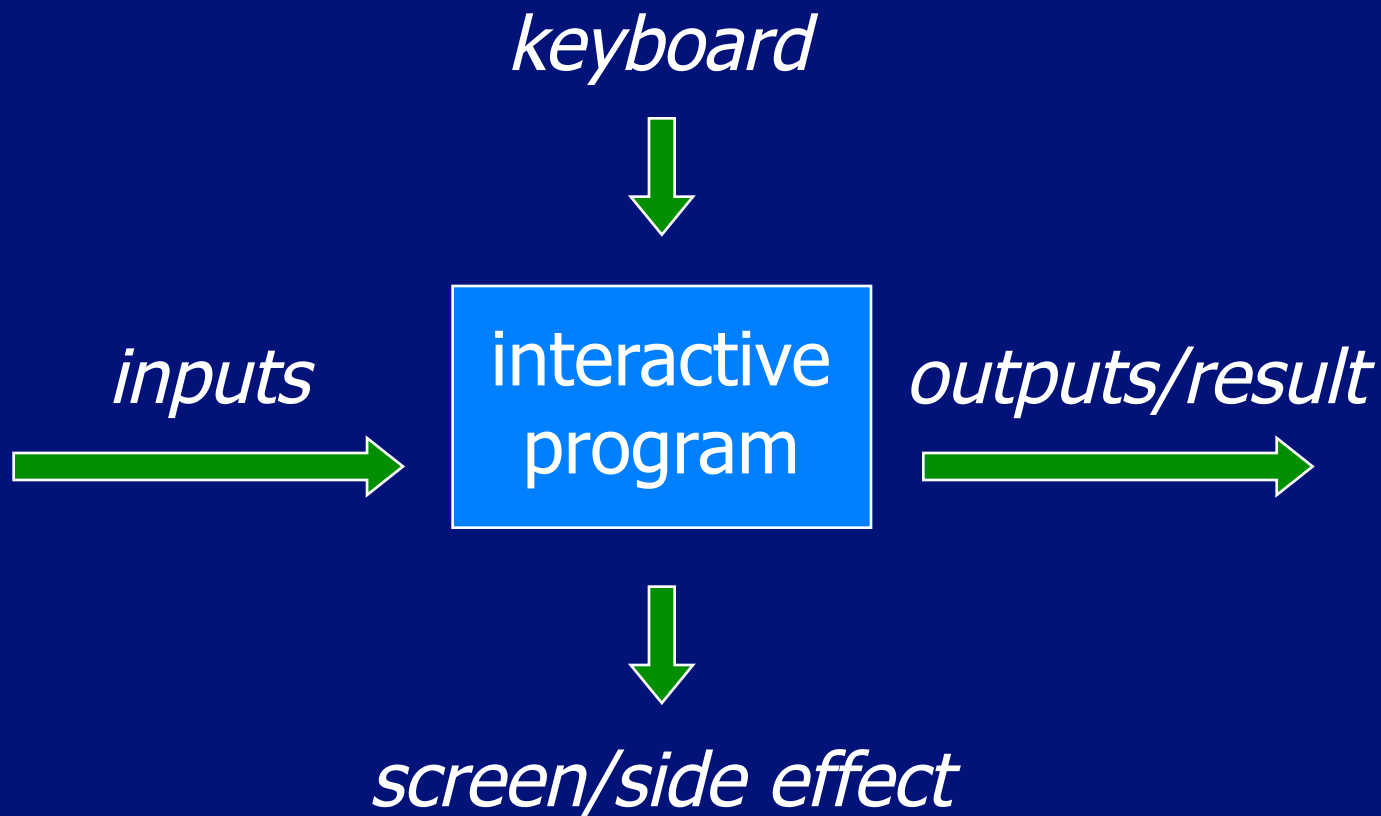 keyboard
inputs
interactive
program
outputs/result
screen/side effect